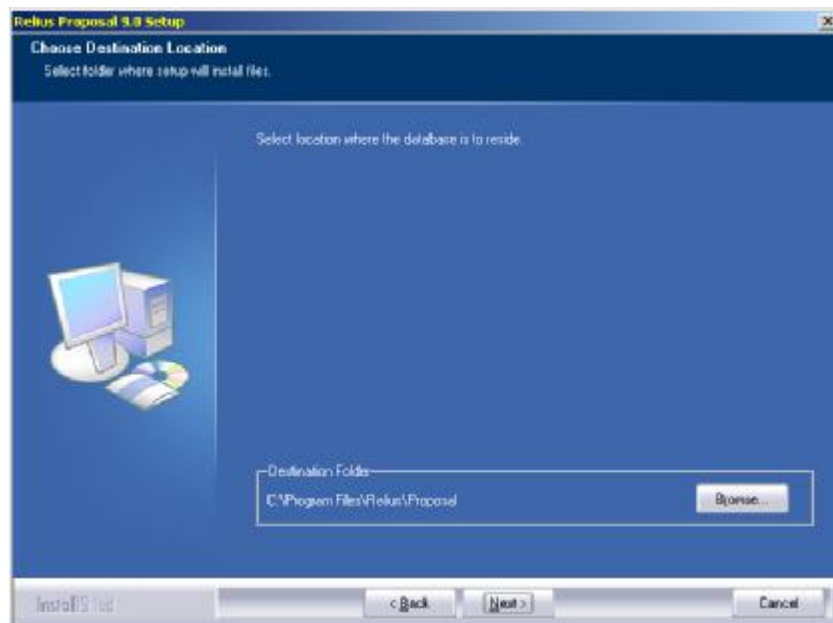 Relius Proposal 9.0 Setup
Choose Destination Location
Select folder where setup will install files.
Select location where the database is to reside.
Destination Folder
C:\Program Files\Relius\Proposal
Browse...
< Back
Next >
Cancel